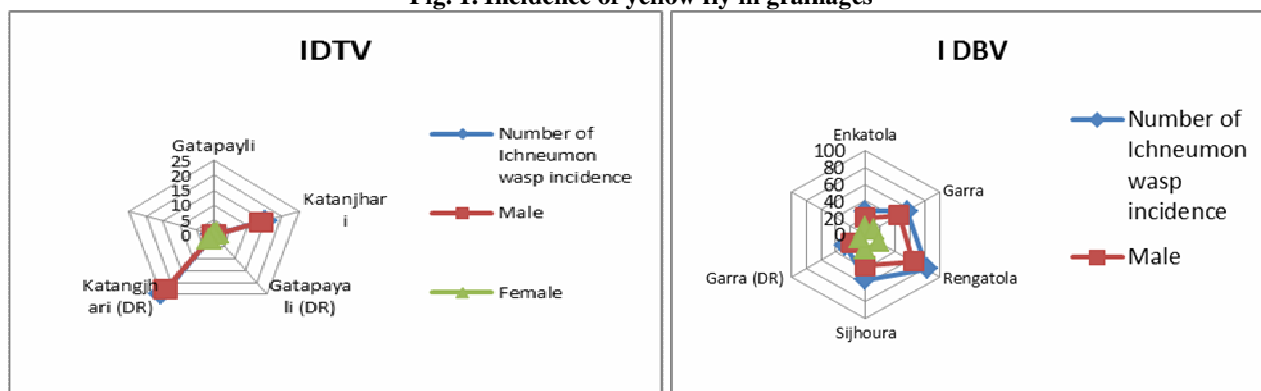 Fig. 1. Incidence of yellow fly in grainages
IDTV
Gatapayli
25
20
15
10
5
0
Katanjhar
i
Gatapaya
li (DR)
Katangjh
ari (DR)
Number of
Ichneumon
wasp incidence
Male
Female
I DBV
Enkatola
100
80
60
40
20
0
Garra
Rengatola
Sijhoura
Garra (DR)
Number of
Ichneumon
wasp
incidence
Male